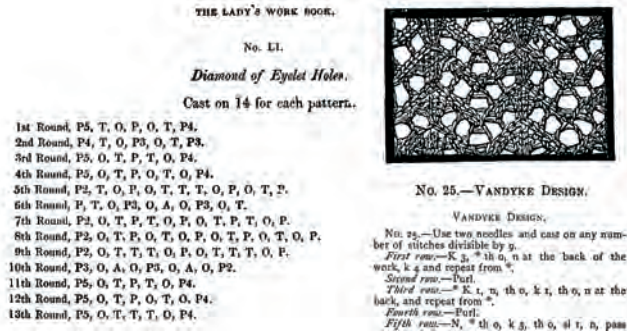 THE LADY'S WORK BOOK.
No. LI.
Diamond of Eyelet Holes.
Cast on 14 for each pattern.
1st Round, P5, T, O, P, O, T, P4.
2nd Round, P4, T, O, P3, O, T, P3.
3rd Round, P5, O, T, P, T, O, P4.
4th Round, P5, O, T, P, O, T, O, P4.
5th Round, P2, T, O, P, O, T, T, T, O, P, O, T, P.
6th Round, P, T, O, P3, O, A, O, P3, O, T.
7th Round, P2, O, T, P, T, O, P, O, T, P, T, O, P.
8th Round, P2, O, T, P, O, T, O, P, O, T, P, O, T, O, P.
9th Round, P2, O, T, T, T, O, P, O, T, T, T, O, P.
10th Round, P3, O, A, O, P3, O, A, O, P2.
11th Round, P5, O, T, P, T, O, P4.
12th Round, P5, O, T, P, O, T, O, P4.
13th Round, P5, O, T, T, T, O, P4.
No. 25.—VANDYKE DESIGN.
VANDYKE DESIGN.
No. 25.—Use two needles and cast on any num-
ber of stitches divisible by 9.
First row.—K 3, * th o, n at the back of the
work, k 4 and repeat from *.
Second row.—Purl.
Third row.—* K 1, n, th o, k 1, th o, n at the
back, and repeat from *.
Fourth row.—Purl.
Fifth row.—N, * th o, k 3, th o, sl 1, n, pass